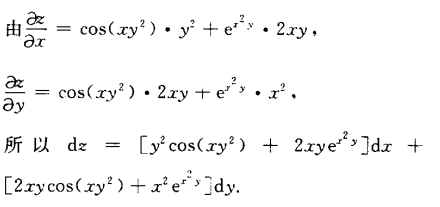 由∂z/∂x = cos(xy²)·y² + e^{x²y}·2xy,
∂z/∂y = cos(xy²)·2xy + e^{x²y}·x²,
所以 dz = [y²cos(xy²) + 2xye^{x²y}]dx +
[2xycos(xy²)+x²e^{x²y}]dy.